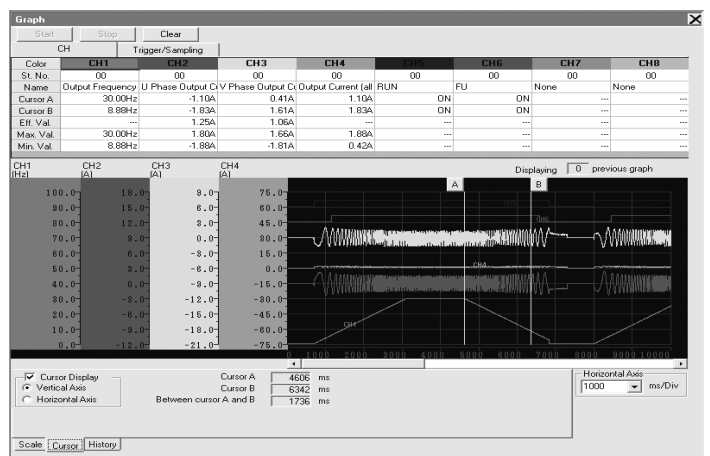 Graph
Start Stop Clear
CH Trigger/Sampling
Color CH1 CH2 CH3 CH4 CH5 CH6 CH7 CH8
St. No. 00 00 00 00 00 00 00 00
Name Output Frequency U Phase Output Cu V Phase Output Cu Output Current (all RUN FU None None
Cursor A 30.00Hz -1.10A 0.41A 1.10A ON ON --- ---
Cursor B 8.88Hz -1.83A 1.61A 1.83A ON ON --- ---
Eff. Val. --- 1.25A 1.06A --- --- --- --- ---
Max. Val. 30.00Hz 1.80A 1.66A 1.88A --- --- --- ---
Min. Val. 8.88Hz -1.88A -1.81A 0.42A --- --- --- ---
CH1 CH2 CH3 CH4 Displaying 0 previous graph
(Hz) (A) (A) (A)
A B
100.0 18.0 9.0 75.0
90.0 15.0 6.0 60.0
80.0 12.0 3.0 45.0
CH6
70.0 9.0 0.0 30.0
60.0 6.0 -3.0 15.0
50.0 3.0 -6.0 0.0
CH4
40.0 0.0 -9.0 -15.0
30.0 -3.0 -12.0 -30.0
20.0 -6.0 -15.0 -45.0
10.0 -9.0 -18.0 -60.0
CH1
0.0 -12.0 -21.0 -75.0
0 1000 2000 3000 4000 5000 6000 7000 8000 9000 10000
Cursor Display
Vertical Axis
Horizontal Axis
Cursor A 4606 ms
Cursor B 6342 ms
Between cursor A and B 1736 ms
Horizontal Axis
1000 ms/Div
Scale Cursor History